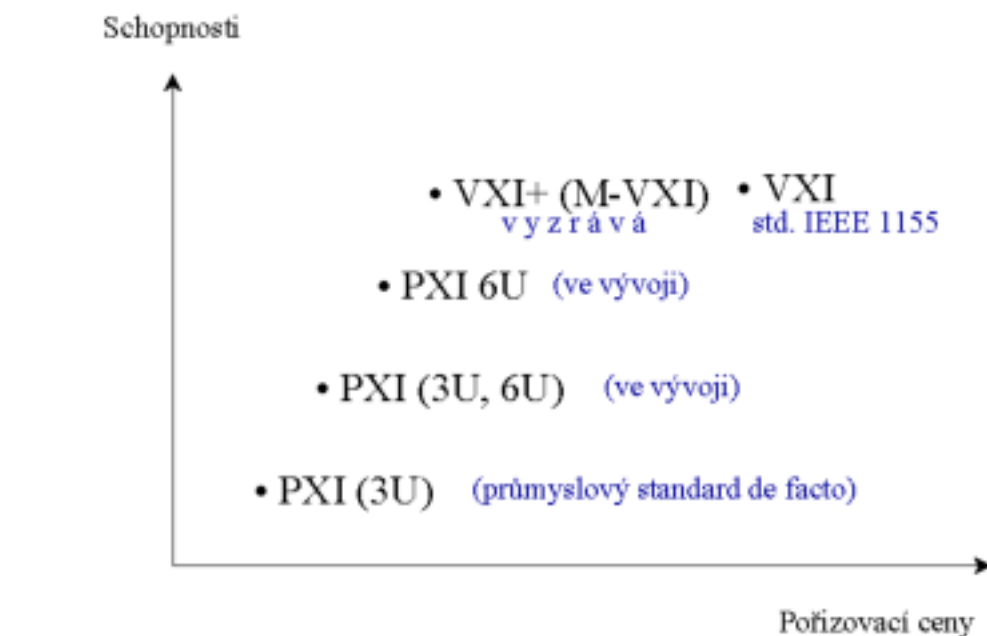 Schopnosti
• VXI+ (M-VXI) • VXI
vyzrává std. IEEE 1155
• PXI 6U (ve vývoji)
• PXI (3U, 6U) (ve vývoji)
• PXI (3U) (průmyslový standard de facto)
Pořizovací ceny